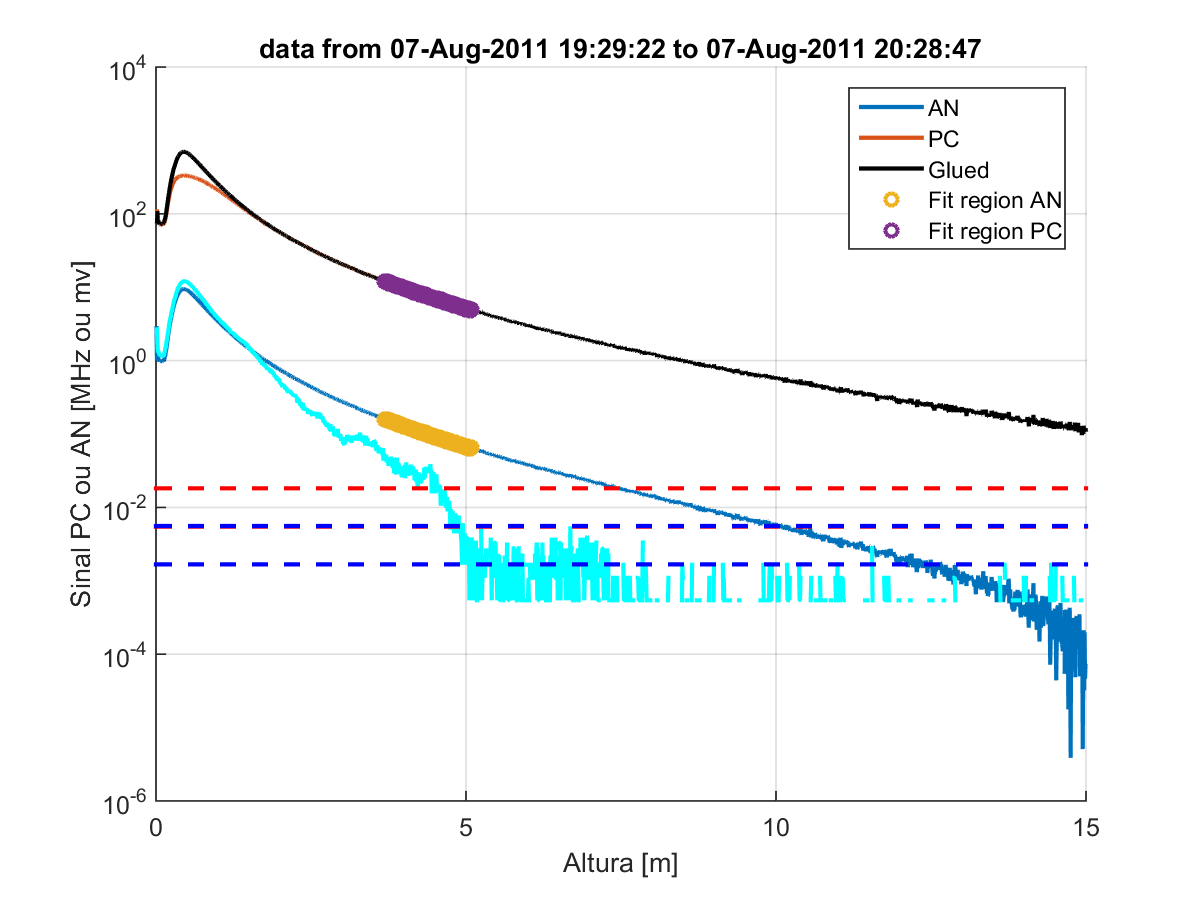 data from 07-Aug-2011 19:29:22 to 07-Aug-2011 20:28:47
AN
PC
Glued
Fit region AN
Fit region PC
Sinal PC ou AN [MHz ou mv]
10^4
10^2
10^0
10^-2
10^-4
10^-6
0 5 10 15
Altura [m]